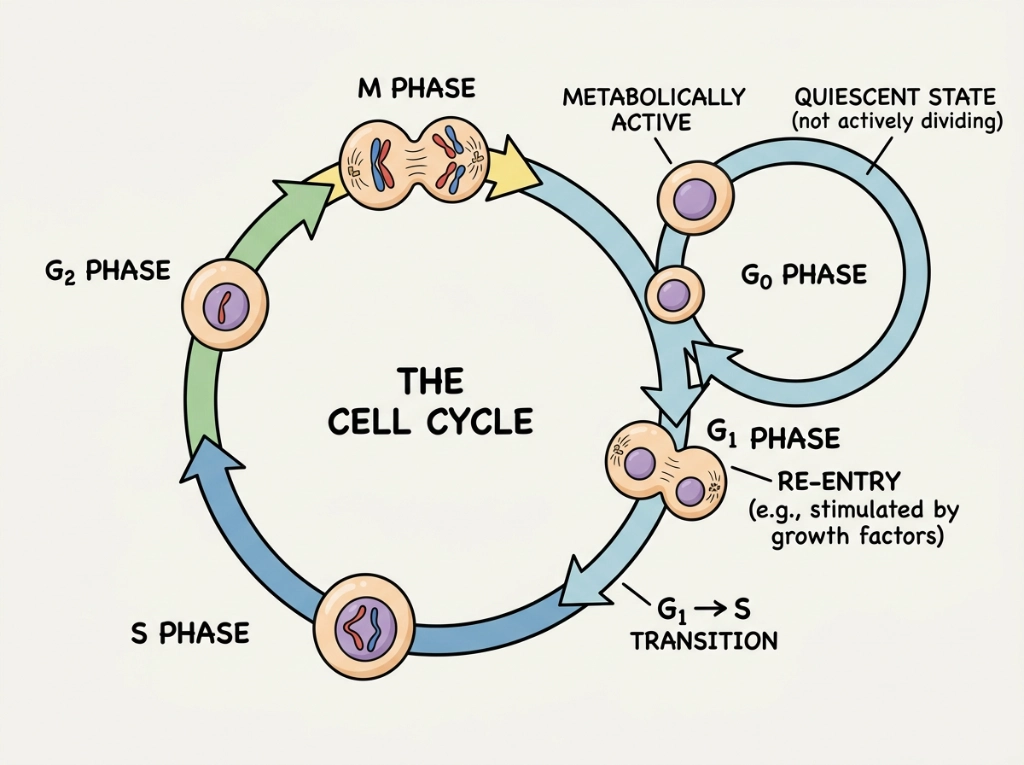 M PHASE
METABOLICALLY
ACTIVE
QUIESCENT STATE
(not actively dividing)
G₂ PHASE
G₀ PHASE
THE
CELL CYCLE
G₁ PHASE
RE-ENTRY
(e.g., stimulated by
growth factors)
S PHASE
G₁ → S
TRANSITION